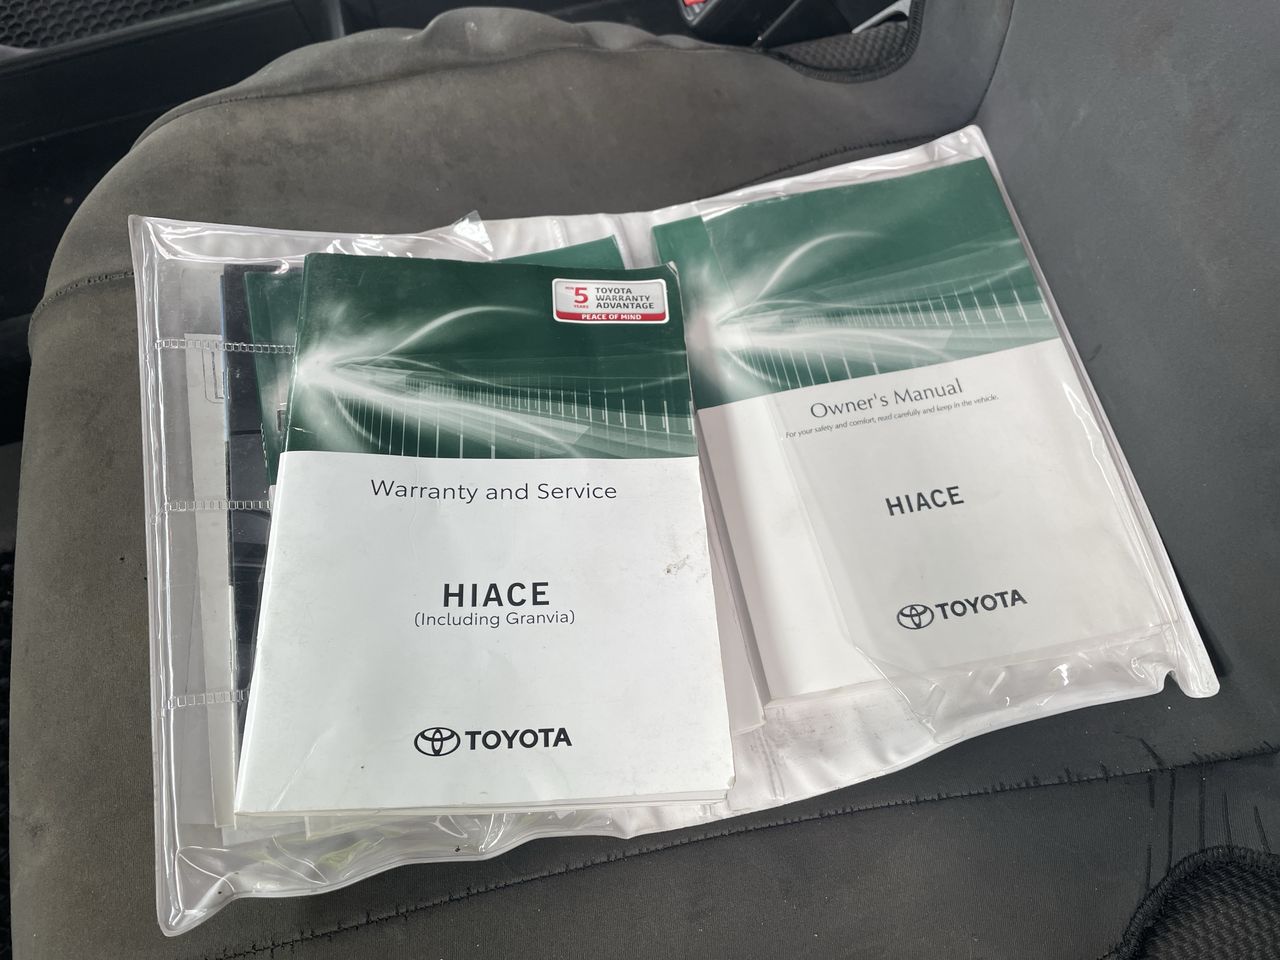 5
YEARS
TOYOTA
WARRANTY
ADVANTAGE
PEACE OF MIND
Warranty and Service
HIACE
(Including Granvia)
TOYOTA
Owner's Manual
For your safety and comfort, read carefully and keep in the vehicle.
HIACE
TOYOTA